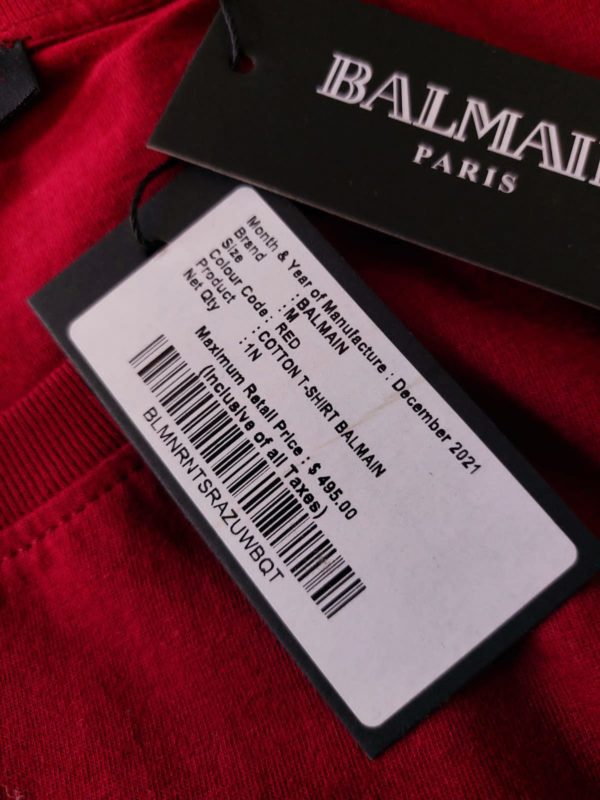 BALMAIN
PARIS
Month & Year of Manufacture : December 2021
Brand : BALMAIN
Size : M
Colour Code : RED
Product : COTTON T-SHIRT BALMAIN
Net Qty : 1N
Maximum Retail Price : $ 495.00
(Inclusive of all Taxes)
BLMNRNTSRAZUWBQT